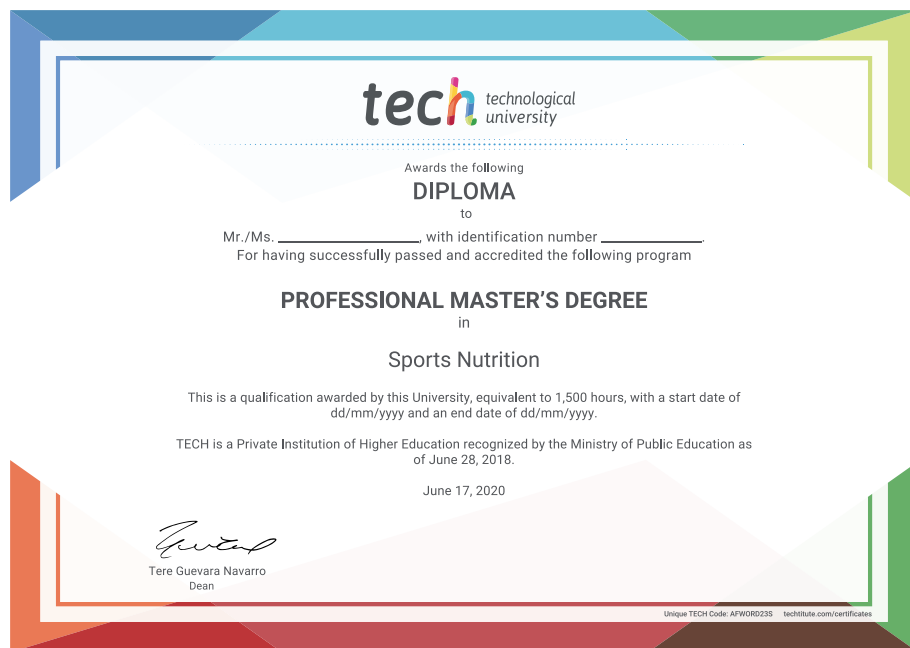 tech technological
university
Awards the following
DIPLOMA
to
Mr./Ms. ____________________, with identification number ______________.
For having successfully passed and accredited the following program
PROFESSIONAL MASTER'S DEGREE
in
Sports Nutrition
This is a qualification awarded by this University, equivalent to 1,500 hours, with a start date of
dd/mm/yyyy and an end date of dd/mm/yyyy.
TECH is a Private Institution of Higher Education recognized by the Ministry of Public Education as
of June 28, 2018.
June 17, 2020
Tere Guevara Navarro
Dean
Unique TECH Code: AFWORD23S techtitute.com/certificates